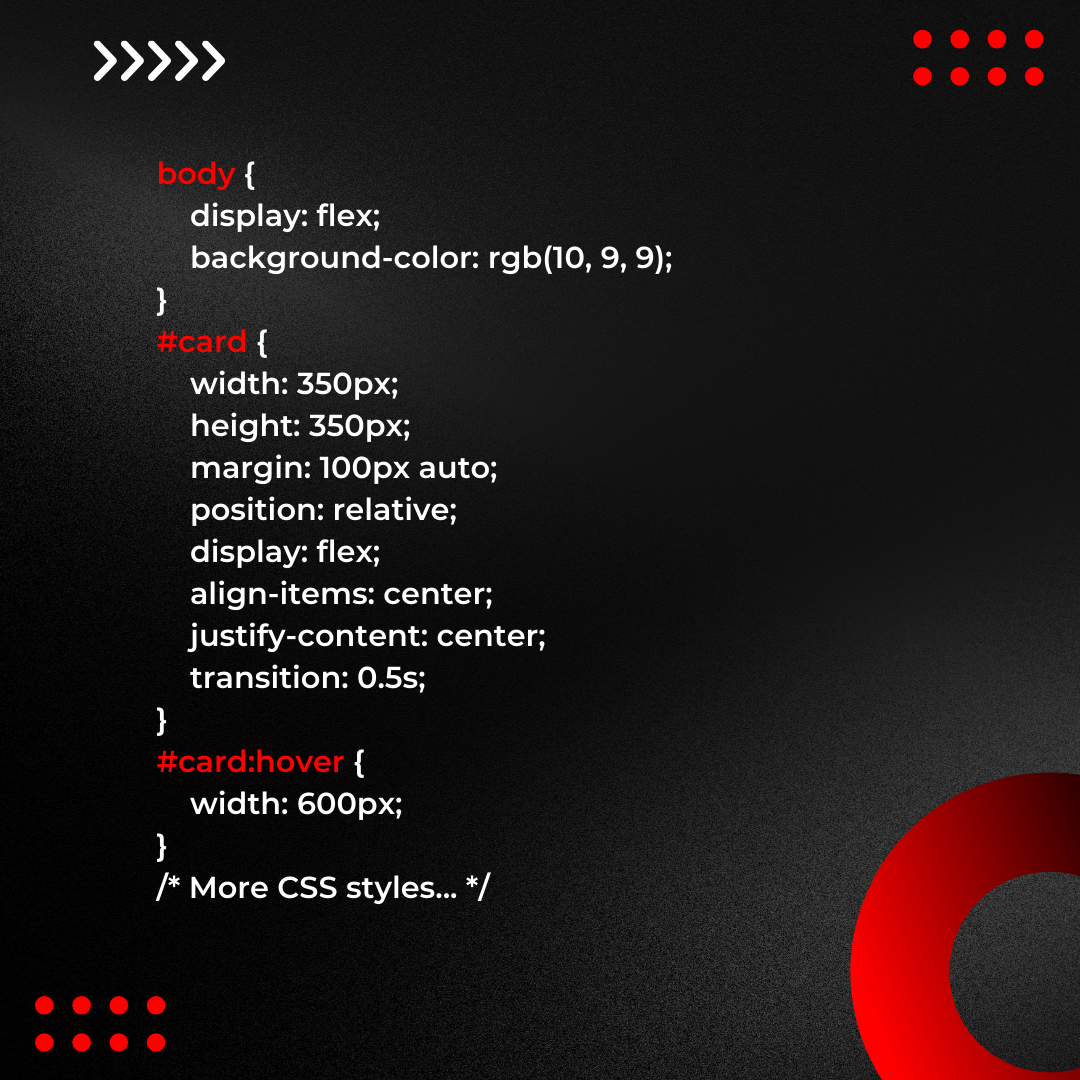 body {
    display: flex;
    background-color: rgb(10, 9, 9);
}
#card {
    width: 350px;
    height: 350px;
    margin: 100px auto;
    position: relative;
    display: flex;
    align-items: center;
    justify-content: center;
    transition: 0.5s;
}
#card:hover {
    width: 600px;
}
/* More CSS styles... */